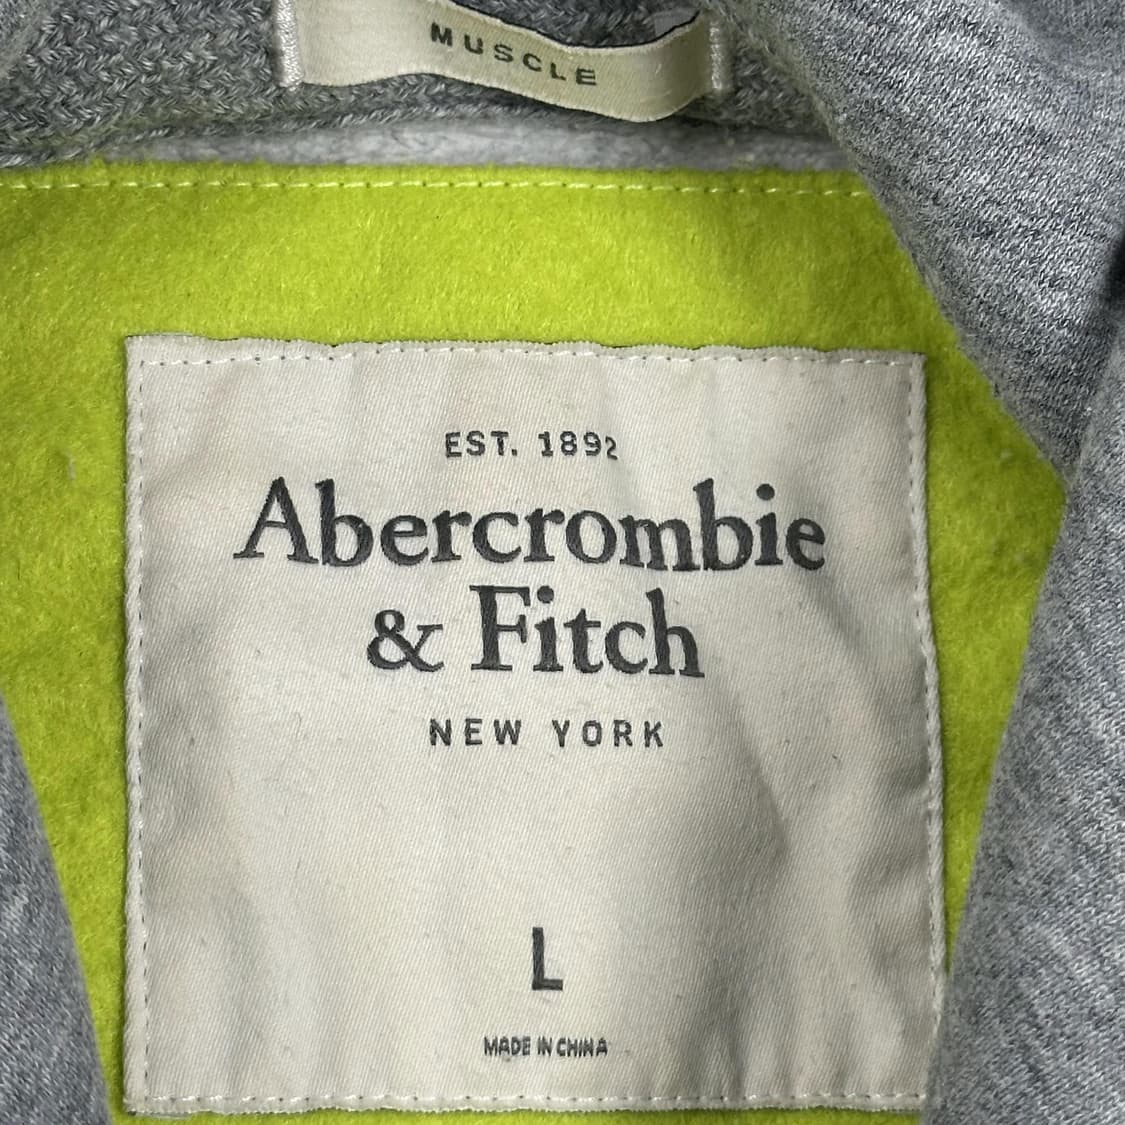 MUSCLE
EST. 1892
Abercrombie
& Fitch
NEW YORK
L
MADE IN CHINA